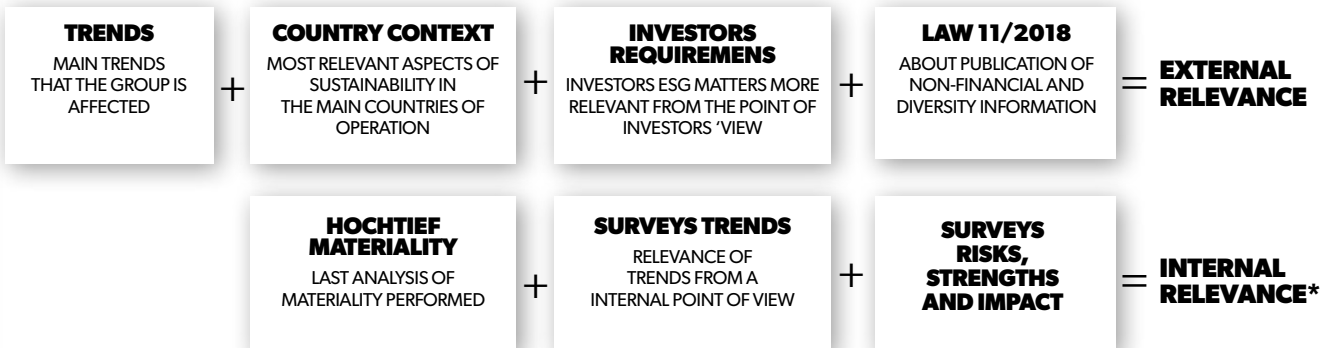 TRENDS
MAIN TRENDS
THAT THE GROUP IS
AFFECTED
+
COUNTRY CONTEXT
MOST RELEVANT ASPECTS OF
SUSTAINABILITY IN
THE MAIN COUNTRIES OF
OPERATION
+
INVESTORS
REQUIREMENS
INVESTORS ESG MATTERS MORE
RELEVANT FROM THE POINT OF
INVESTORS ‘VIEW
+
LAW 11/2018
ABOUT PUBLICATION OF
NON-FINANCIAL AND
DIVERSITY INFORMATION
=
EXTERNAL
RELEVANCE
HOCHTIEF
MATERIALITY
LAST ANALYSIS OF
MATERIALITY PERFORMED
+
SURVEYS TRENDS
RELEVANCE OF
TRENDS FROM A
INTERNAL POINT OF VIEW
+
SURVEYS
RISKS,
STRENGTHS
AND IMPACT
=
INTERNAL
RELEVANCE*